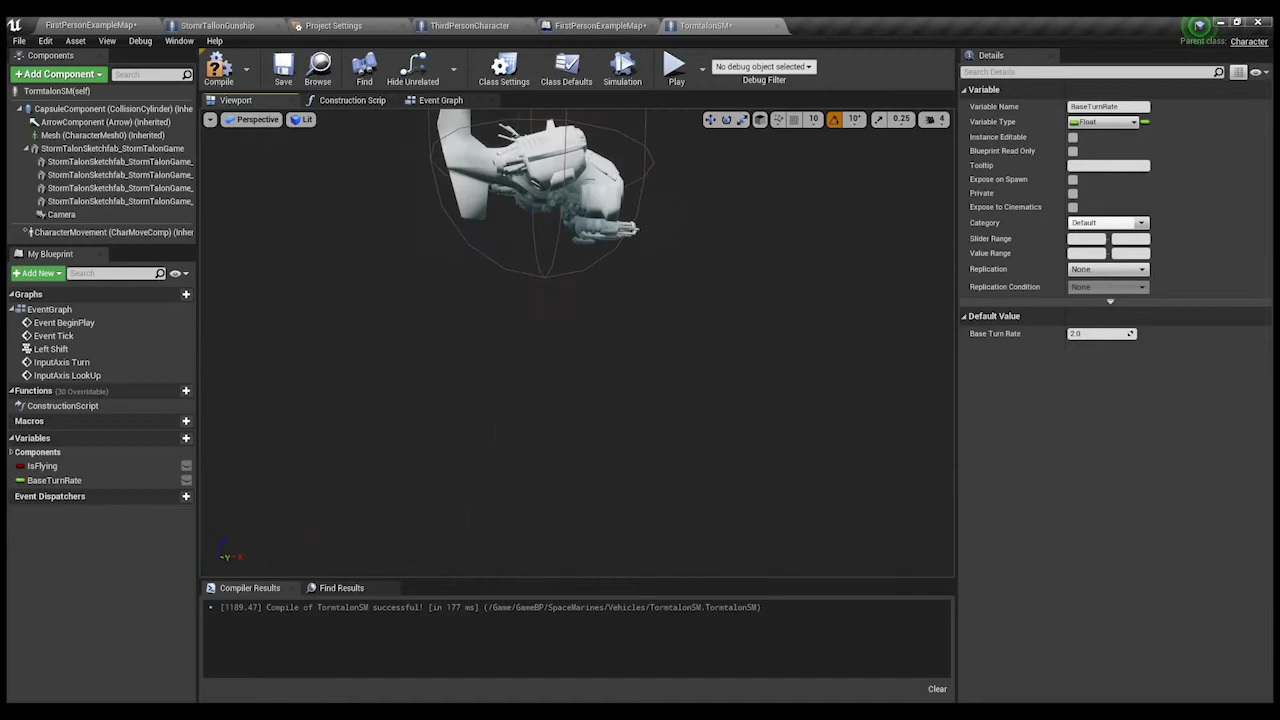 FirstPersonExampleMap*
StomrTallonGunship
Project Settings
ThirdPersonCharacter
FirstPersonExampleMap*
TormtalonSM*
File Edit Asset View Debug Window Help
Parent class: Character
Components
+ Add Component
Search
TormtalonSM(self)
CapsuleComponent (CollisionCylinder) (Inhe
ArrowComponent (Arrow) (Inherited)
Mesh (CharacterMesh0) (Inherited)
StormTalonSketchfab_StormTalonGame
StormTalonSketchfab_StormTalonGame_
StormTalonSketchfab_StormTalonGame_
StormTalonSketchfab_StormTalonGame_
StormTalonSketchfab_StormTalonGame_
Camera
CharacterMovement (CharMoveComp) (Inher
My Blueprint
+ Add New
Search
Graphs
EventGraph
Event BeginPlay
Event Tick
Left Shift
InputAxis Turn
InputAxis LookUp
Functions (30 Overridable)
ConstructionScript
Macros
Variables
Components
IsFlying
BaseTurnRate
Event Dispatchers
Compile
Save
Browse
Find
Hide Unrelated
Class Settings
Class Defaults
Simulation
Play
No debug object selected
Debug Filter
Viewport
Construction Scrip
Event Graph
Perspective
Lit
10
10°
0.25
4
Compiler Results
Find Results
[1189.47] Compile of TormtalonSM successful! [in 177 ms] (/Game/GameBP/SpaceMarines/Vehicles/TormtalonSM.TormtalonSM)
Clear
Details
Search Details
Variable
Variable Name BaseTurnRate
Variable Type Float
Instance Editable
Blueprint Read Only
Tooltip
Expose on Spawn
Private
Expose to Cinematics
Category Default
Slider Range
Value Range
Replication None
Replication Condition None
Default Value
Base Turn Rate 2.0